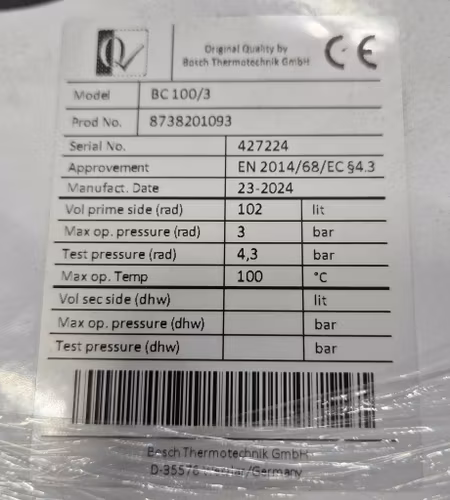 Original Quality by
Bosch Thermotechnik GmbH
CE
Model BC 100/3
Prod No. 8738201093
Serial No. 427224
Approvement EN 2014/68/EC §4.3
Manufact. Date 23-2024
Vol prime side (rad) 102 lit
Max op. pressure (rad) 3 bar
Test pressure (rad) 4,3 bar
Max op. Temp 100 °C
Vol sec side (dhw) lit
Max op. pressure (dhw) bar
Test pressure (dhw) bar
Bosch Thermotechnik GmbH
D-35576 /Germany